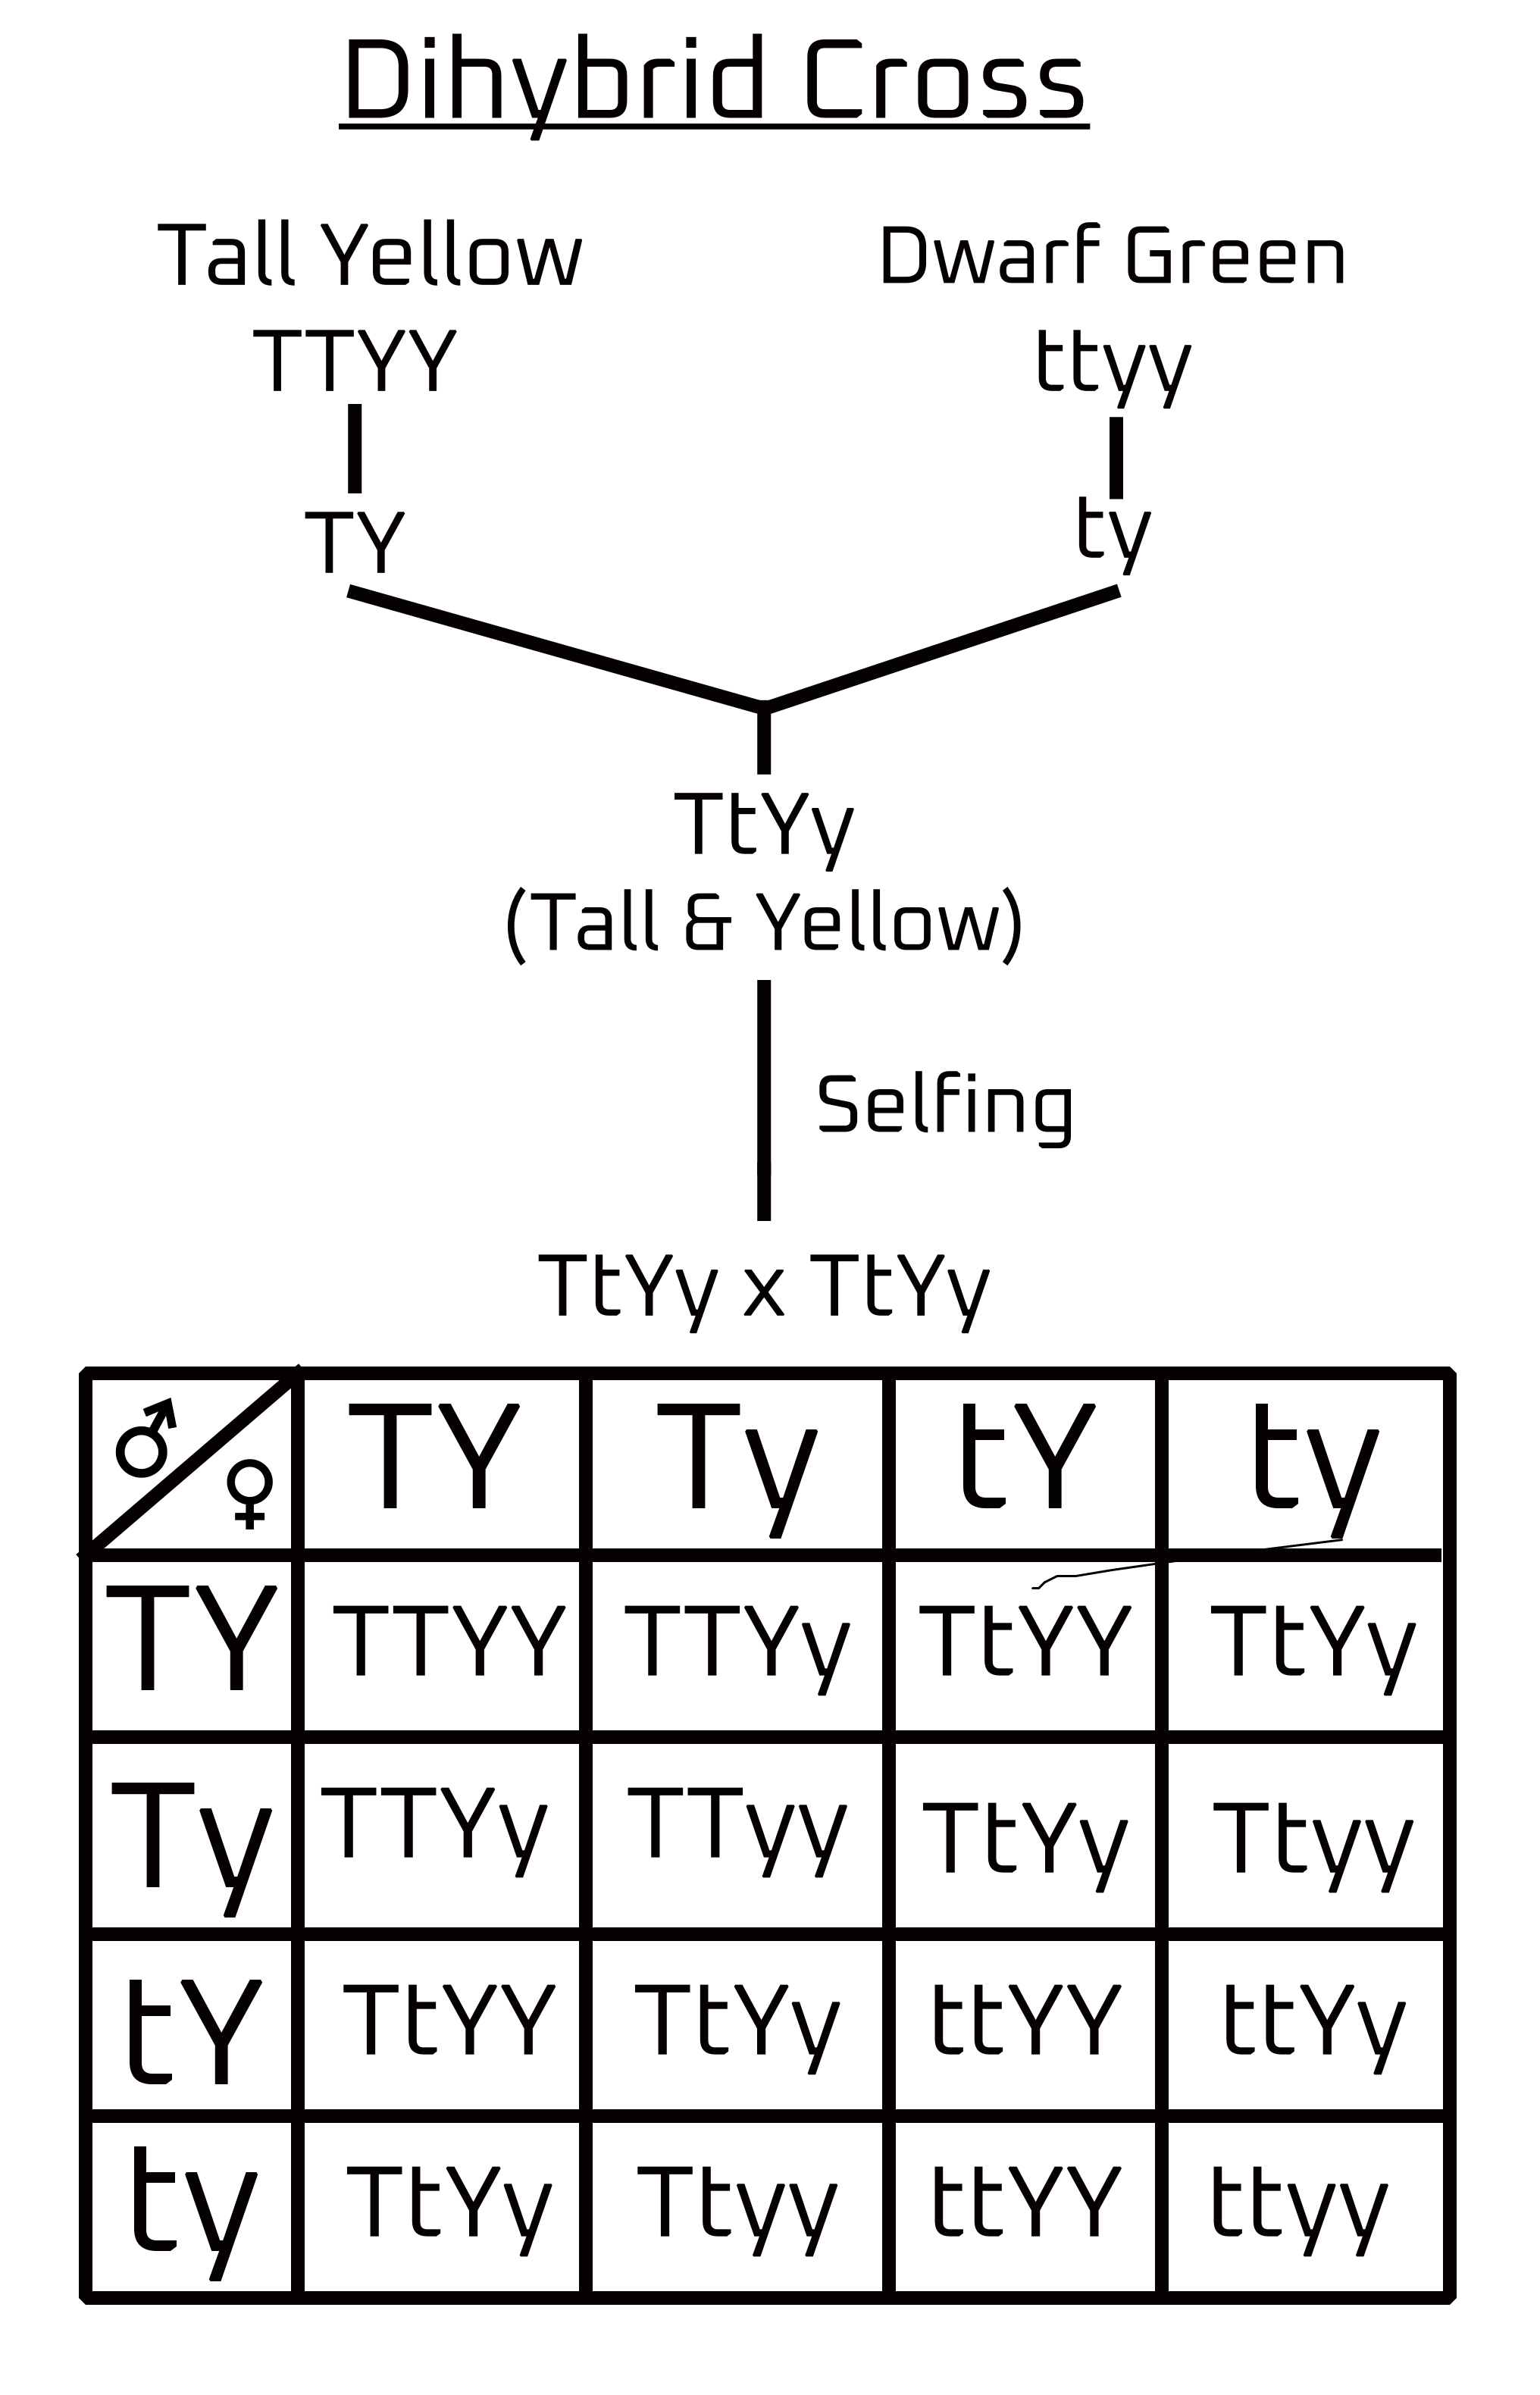 Dihybrid Cross
Tall Yellow Dwarf Green
TTYY ttyy
TY ty
TtYy
(Tall & Yellow)
Selfing
TtYy x TtYy
♂ ♀ TY Ty tY ty
TY TTYY TTYy TtYY TtYy
Ty TTYy TTyy TtYy Ttyy
tY TtYY TtYy ttYY ttYy
ty TtYy Ttyy ttYY ttyy